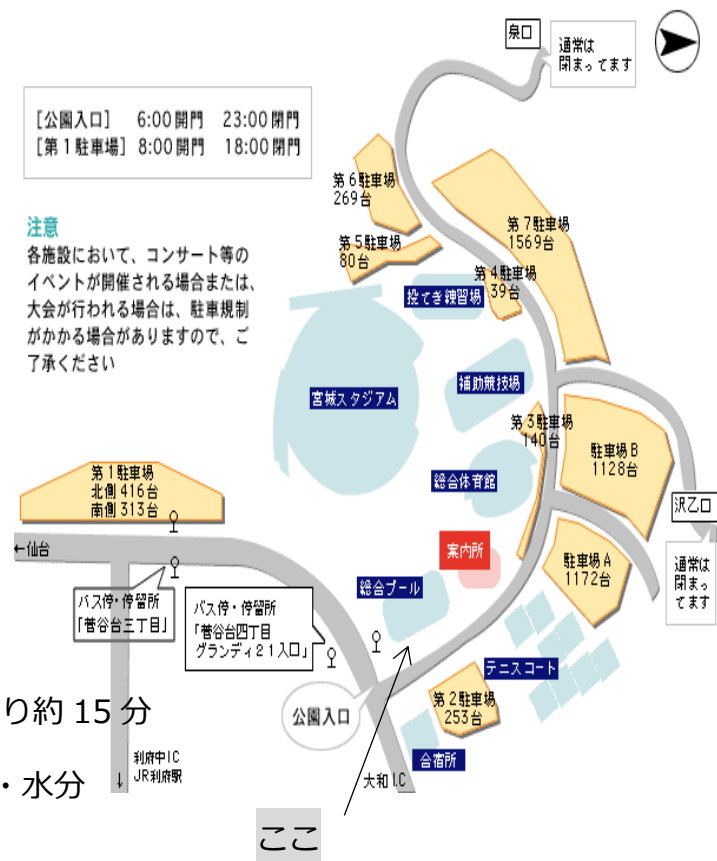 泉口
通常は
閉まってます
[公園入口] 6:00開門 23:00閉門
[第1駐車場] 8:00開門 18:00閉門
注意
各施設において、コンサート等の
イベントが開催される場合または、
大会が行われる場合は、駐車規制
がかかる場合がありますので、ご
了承ください
第6駐車場
269台
第5駐車場
80台
第7駐車場
1569台
第4駐車場
39台
投てき練習場
宮城スタジアム
補助競技場
第3駐車場
140台
駐車場B
1128台
総合体育館
沢乙口
通常は
閉まっ
てます
第1駐車場
北側416台
南側313台
←仙台
案内所
駐車場A
1172台
総合プール
バス停・停留所
「菅谷台三丁目」
バス停・停留所
「菅谷台四丁目
グランディ21入口」
テニスコート
第2駐車場
253台
公園入口
合宿所
り約 15 分
利府中IC
JR利府駅
↓
大和I.C
・水分
ここ